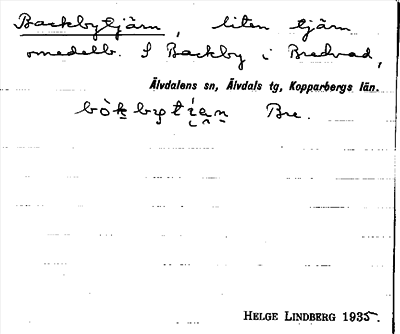 Backbytjärn, liten tjärn
omedelb. S Backby i Bredvad,
Älvdalens sn, Älvdals tg, Kopparbergs län.
Bre.
HELGE LINDBERG 1935.